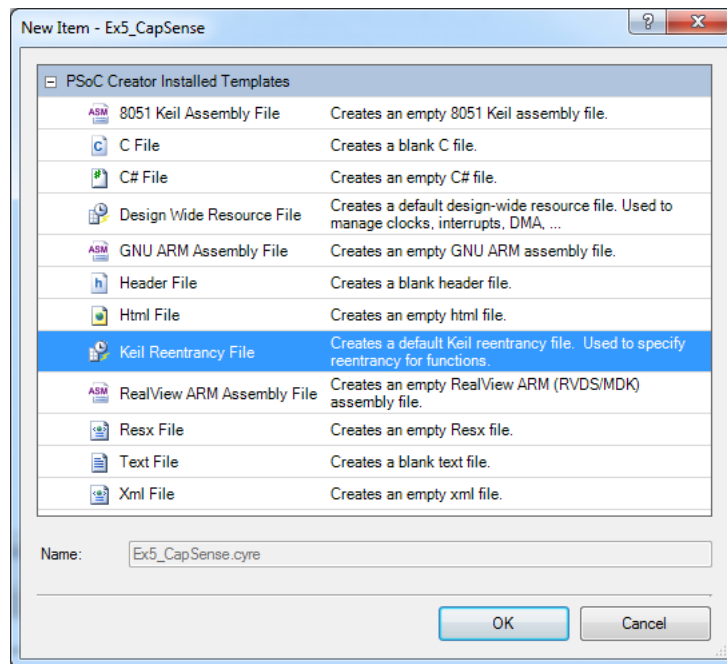 New Item - Ex5_CapSense
PSoC Creator Installed Templates
ASM 8051 Keil Assembly File Creates an empty 8051 Keil assembly file.
c C File Creates a blank C file.
# C# File Creates an empty C# file.
Design Wide Resource File Creates a default design-wide resource file. Used to
manage clocks, interrupts, DMA, ...
ASM GNU ARM Assembly File Creates an empty GNU ARM assembly file.
h Header File Creates a blank header file.
Html File Creates an empty html file.
Keil Reentrancy File Creates a default Keil reentrancy file. Used to specify
reentrancy for functions.
ASM RealView ARM Assembly File Creates an empty RealView ARM (RVDS/MDK)
assembly file.
Resx File Creates an empty Resx file.
Text File Creates a blank text file.
Xml File Creates an empty xml file.
Name: Ex5_CapSense.cyre
OK Cancel